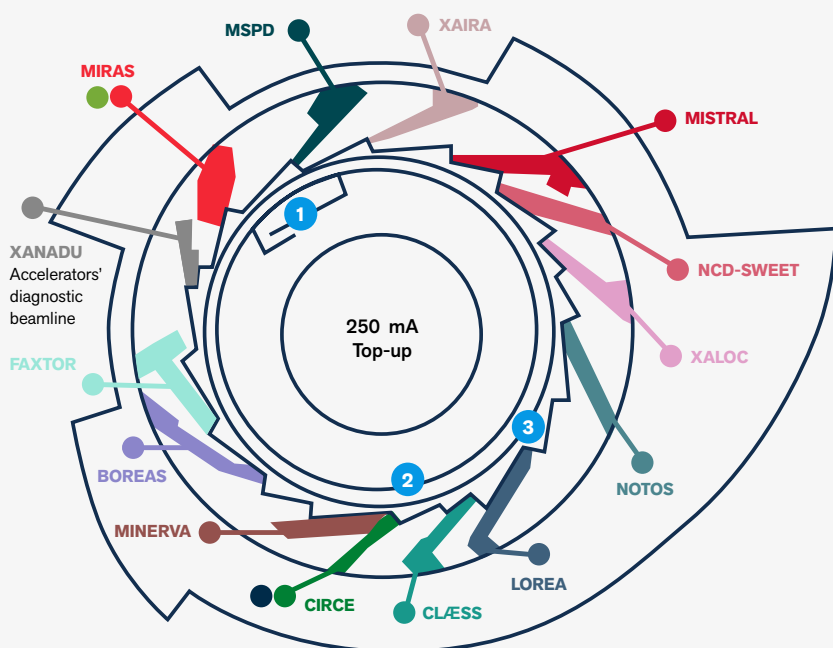 MSPD
XAIRA
MIRAS
MISTRAL
1
XANADU
Accelerators'
diagnostic
beamline
NCD-SWEET
250 mA
Top-up
XALOC
FAXTOR
3
BOREAS
2
NOTOS
MINERVA
LOREA
CIRCE
CLÆSS